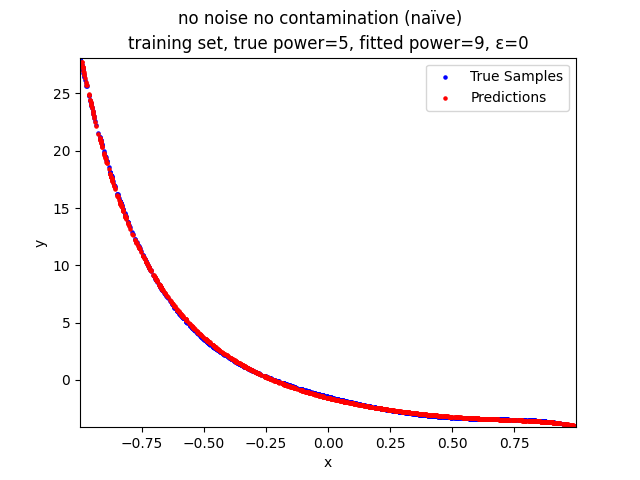 no noise no contamination (naïve)
training set, true power=5, fitted power=9, ε=0
True Samples
Predictions
25
20
15
10
5
0
y
−0.75
−0.50
−0.25
0.00
0.25
0.50
0.75
x